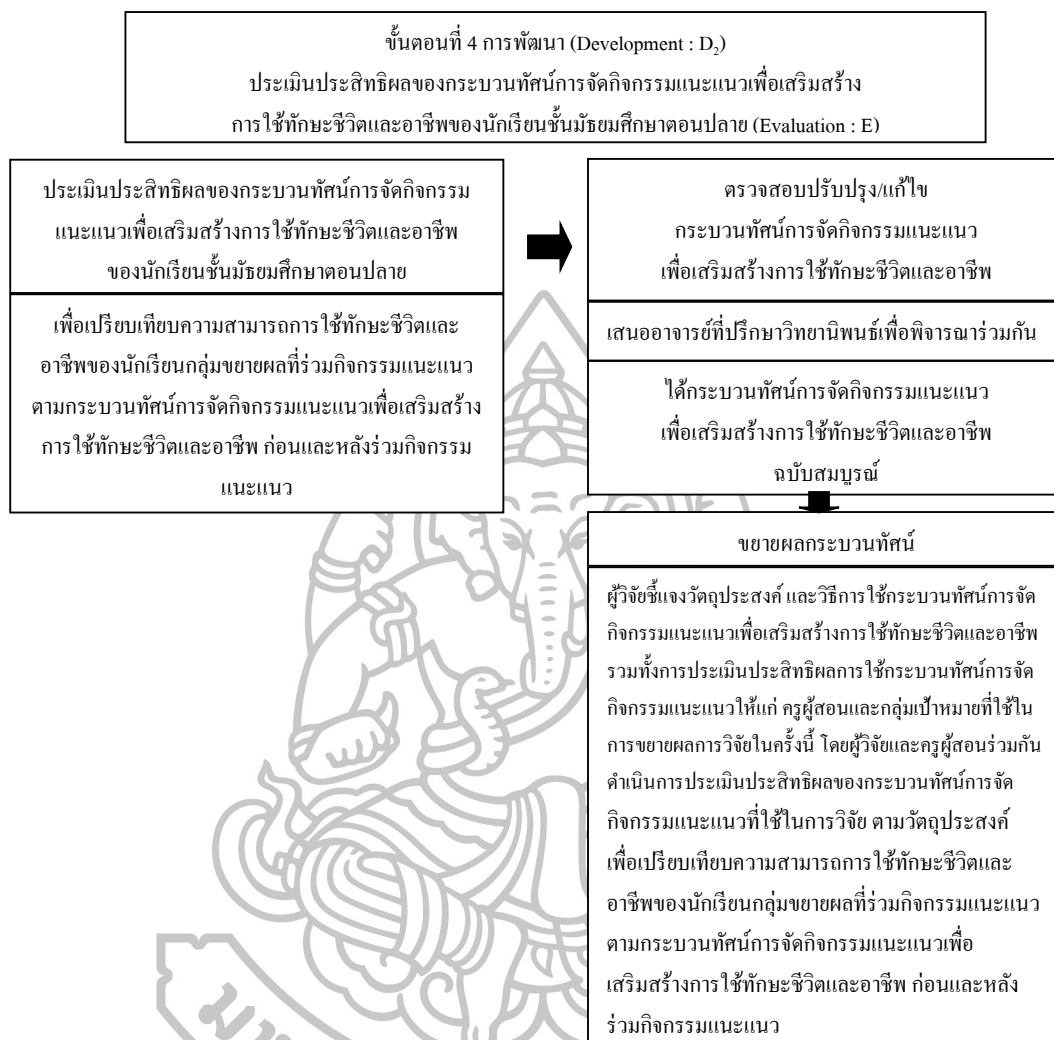 ขั้นตอนที่ 4 การพัฒนา (Development : D₂)
ประเมินประสิทธิผลของกระบวนทัศน์การจัดกิจกรรมแนะแนวเพื่อเสริมสร้าง
การใช้ทักษะชีวิตและอาชีพของนักเรียนชั้นมัธยมศึกษาตอนปลาย (Evaluation : E)
ประเมินประสิทธิผลของกระบวนทัศน์การจัดกิจกรรม
แนะแนวเพื่อเสริมสร้างการใช้ทักษะชีวิตและอาชีพ
ของนักเรียนชั้นมัธยมศึกษาตอนปลาย
เพื่อเปรียบเทียบความสามารถการใช้ทักษะชีวิตและ
อาชีพของนักเรียนกลุ่มขยายผลที่ร่วมกิจกรรมแนะแนว
ตามกระบวนทัศน์การจัดกิจกรรมแนะแนวเพื่อเสริมสร้าง
การใช้ทักษะชีวิตและอาชีพ ก่อนและหลังร่วมกิจกรรม
แนะแนว
ตรวจสอบปรับปรุง/แก้ไข
กระบวนทัศน์การจัดกิจกรรมแนะแนว
เพื่อเสริมสร้างการใช้ทักษะชีวิตและอาชีพ
เสนออาจารย์ที่ปรึกษาวิทยานิพนธ์เพื่อพิจารณาร่วมกัน
ได้กระบวนทัศน์การจัดกิจกรรมแนะแนว
เพื่อเสริมสร้างการใช้ทักษะชีวิตและอาชีพ
ฉบับสมบูรณ์
ขยายผลกระบวนทัศน์
ผู้วิจัยชี้แจงวัตถุประสงค์ และวิธีการใช้กระบวนทัศน์การจัด
กิจกรรมแนะแนวเพื่อเสริมสร้างการใช้ทักษะชีวิตและอาชีพ
รวมทั้งการประเมินประสิทธิผลการใช้กระบวนทัศน์การจัด
กิจกรรมแนะแนวให้แก่ ครูผู้สอนและกลุ่มเป้าหมายที่ใช้ใน
การขยายผลการวิจัยในครั้งนี้ โดยผู้วิจัยและครูผู้สอนร่วมกัน
ดำเนินการประเมินประสิทธิผลของกระบวนทัศน์การจัด
กิจกรรมแนะแนวที่ใช้ในการวิจัย ตามวัตถุประสงค์
เพื่อเปรียบเทียบความสามารถการใช้ทักษะชีวิตและ
อาชีพของนักเรียนกลุ่มขยายผลที่ร่วมกิจกรรมแนะแนว
ตามกระบวนทัศน์การจัดกิจกรรมแนะแนวเพื่อ
เสริมสร้างการใช้ทักษะชีวิตและอาชีพ ก่อนและหลัง
ร่วมกิจกรรมแนะแนว